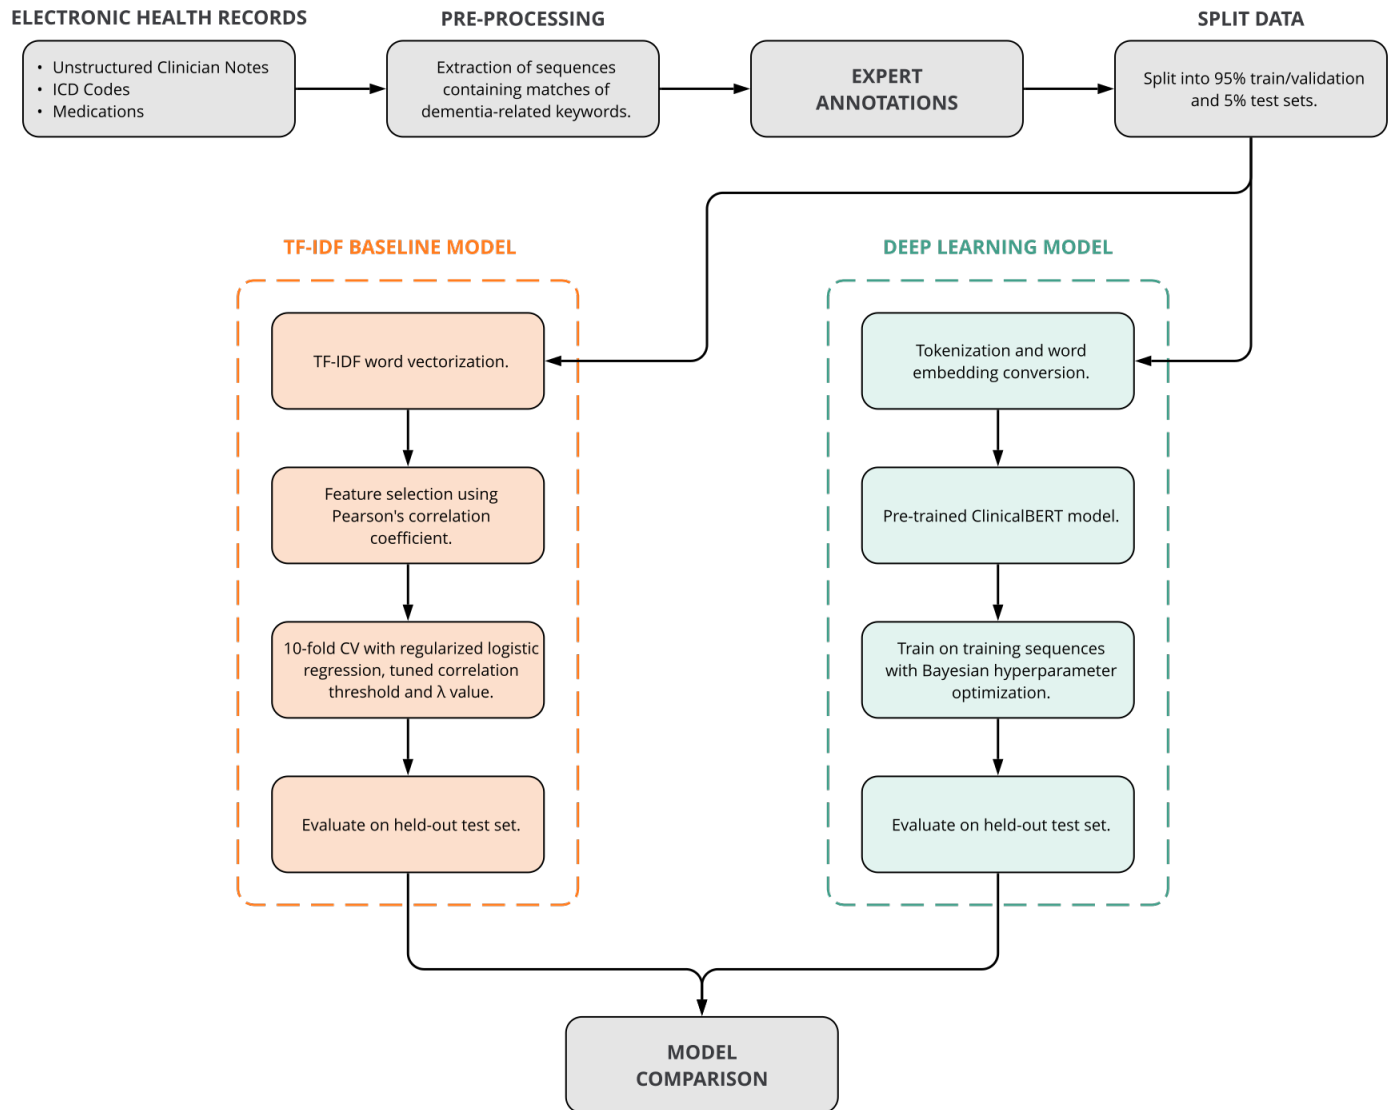 ELECTRONIC HEALTH RECORDS
• Unstructured Clinician Notes
• ICD Codes
• Medications
PRE-PROCESSING
Extraction of sequences
containing matches of
dementia-related keywords.
EXPERT
ANNOTATIONS
SPLIT DATA
Split into 95% train/validation
and 5% test sets.
TF-IDF BASELINE MODEL
TF-IDF word vectorization.
Feature selection using
Pearson's correlation
coefficient.
10-fold CV with regularized logistic
regression, tuned correlation
threshold and λ value.
Evaluate on held-out test set.
DEEP LEARNING MODEL
Tokenization and word
embedding conversion.
Pre-trained ClinicalBERT model.
Train on training sequences
with Bayesian hyperparameter
optimization.
Evaluate on held-out test set.
MODEL
COMPARISON